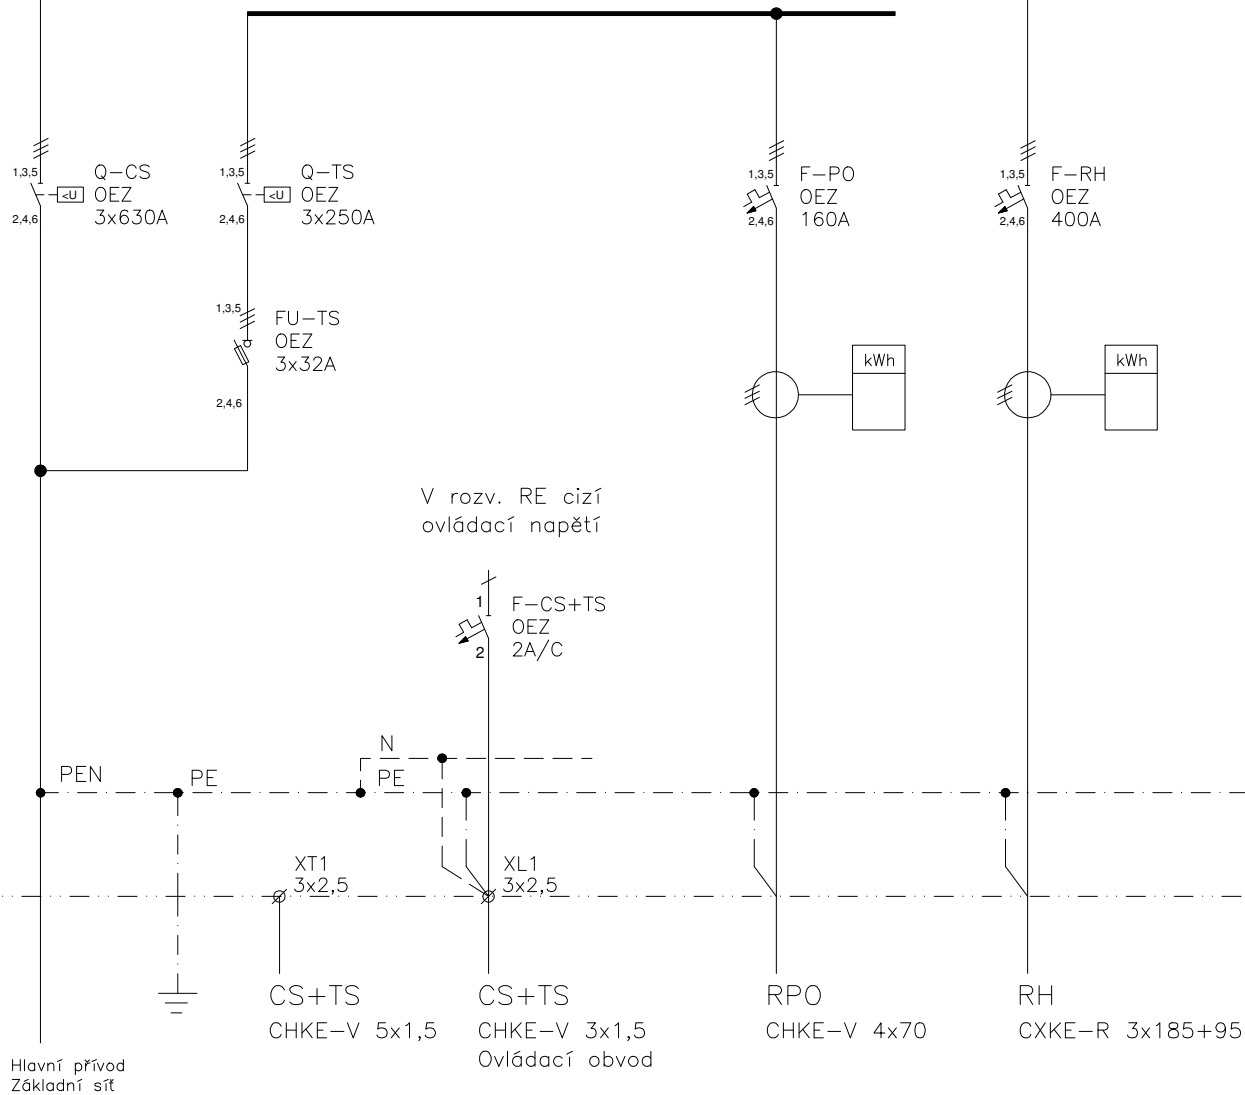 1,3,5
Q-CS
OEZ
3x630A
<U
2,4,6
1,3,5
Q-TS
OEZ
3x250A
<U
2,4,6
1,3,5
F-PO
OEZ
160A
2,4,6
1,3,5
F-RH
OEZ
400A
2,4,6
1,3,5
FU-TS
OEZ
3x32A
2,4,6
kWh
kWh
V rozv. RE cizí
ovládací napětí
1
F-CS+TS
OEZ
2A/C
2
N
PEN
PE
PE
XT1
3x2,5
XL1
3x2,5
CS+TS
CHKE-V 5x1,5
CS+TS
CHKE-V 3x1,5
Ovládací obvod
RPO
CHKE-V 4x70
RH
CXKE-R 3x185+95
Hlavní přívod
Základní síť